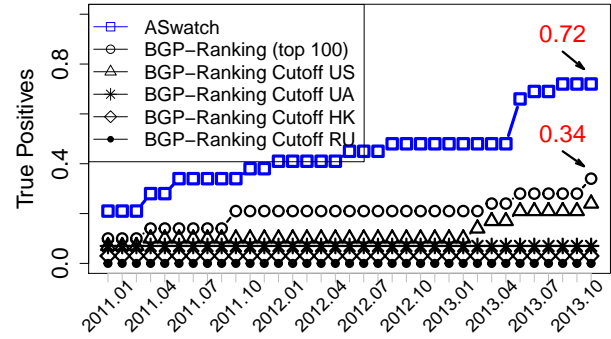 ASwatch
BGP−Ranking (top 100)
BGP−Ranking Cutoff US
BGP−Ranking Cutoff UA
BGP−Ranking Cutoff HK
BGP−Ranking Cutoff RU
0.72
0.34
True Positives
0.8
0.4
0.0
2011.01
2011.04
2011.07
2011.10
2012.01
2012.04
2012.07
2012.10
2013.01
2013.04
2013.07
2013.10